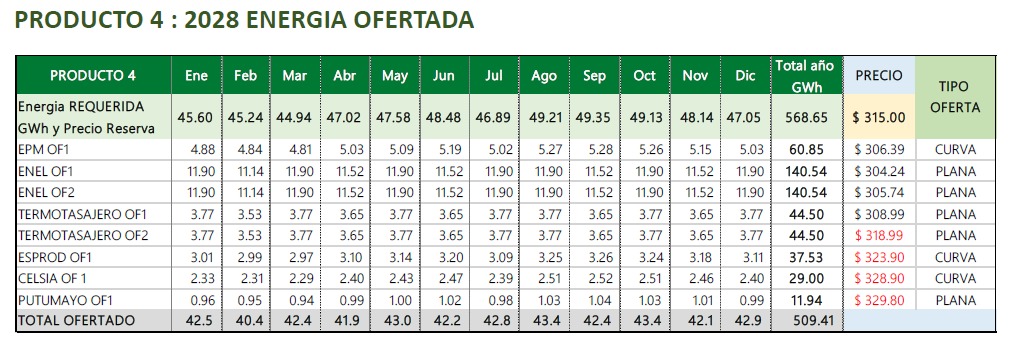 PRODUCTO 4 : 2028 ENERGIA OFERTADA
PRODUCTO 4 Ene Feb Mar Abr May Jun Jul Ago Sep Oct Nov Dic Total año GWh PRECIO TIPO OFERTA
Energia REQUERIDA
GWh y Precio Reserva 45.60 45.24 44.94 47.02 47.58 48.48 46.89 49.21 49.35 49.13 48.14 47.05 568.65 $ 315.00
EPM OF1 4.88 4.84 4.81 5.03 5.09 5.19 5.02 5.27 5.28 5.26 5.15 5.03 60.85 $ 306.39 CURVA
ENEL OF1 11.90 11.14 11.90 11.52 11.90 11.52 11.90 11.90 11.52 11.90 11.52 11.90 140.54 $ 304.24 PLANA
ENEL OF2 11.90 11.14 11.90 11.52 11.90 11.52 11.90 11.90 11.52 11.90 11.52 11.90 140.54 $ 305.74 PLANA
TERMOTASAJERO OF1 3.77 3.53 3.77 3.65 3.77 3.65 3.77 3.77 3.65 3.77 3.65 3.77 44.50 $ 308.99 PLANA
TERMOTASAJERO OF2 3.77 3.53 3.77 3.65 3.77 3.65 3.77 3.77 3.65 3.77 3.65 3.77 44.50 $ 318.99 PLANA
ESPROD OF1 3.01 2.99 2.97 3.10 3.14 3.20 3.09 3.25 3.26 3.24 3.18 3.11 37.53 $ 323.90 CURVA
CELSIA OF 1 2.33 2.31 2.29 2.40 2.43 2.47 2.39 2.51 2.52 2.51 2.46 2.40 29.00 $ 328.90 CURVA
PUTUMAYO OF1 0.96 0.95 0.94 0.99 1.00 1.02 0.98 1.03 1.04 1.03 1.01 0.99 11.94 $ 329.80 PLANA
TOTAL OFERTADO 42.5 40.4 42.4 41.9 43.0 42.2 42.8 43.4 42.4 43.4 42.1 42.9 509.41